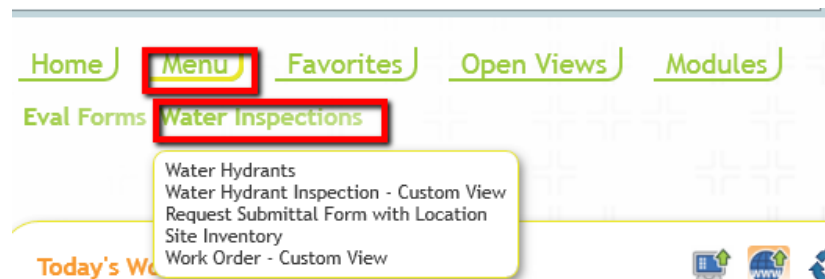 Home Menu Favorites Open Views Modules
Eval Forms Water Inspections
Water Hydrants
Water Hydrant Inspection - Custom View
Request Submittal Form with Location
Site Inventory
Work Order - Custom View
Today's
www